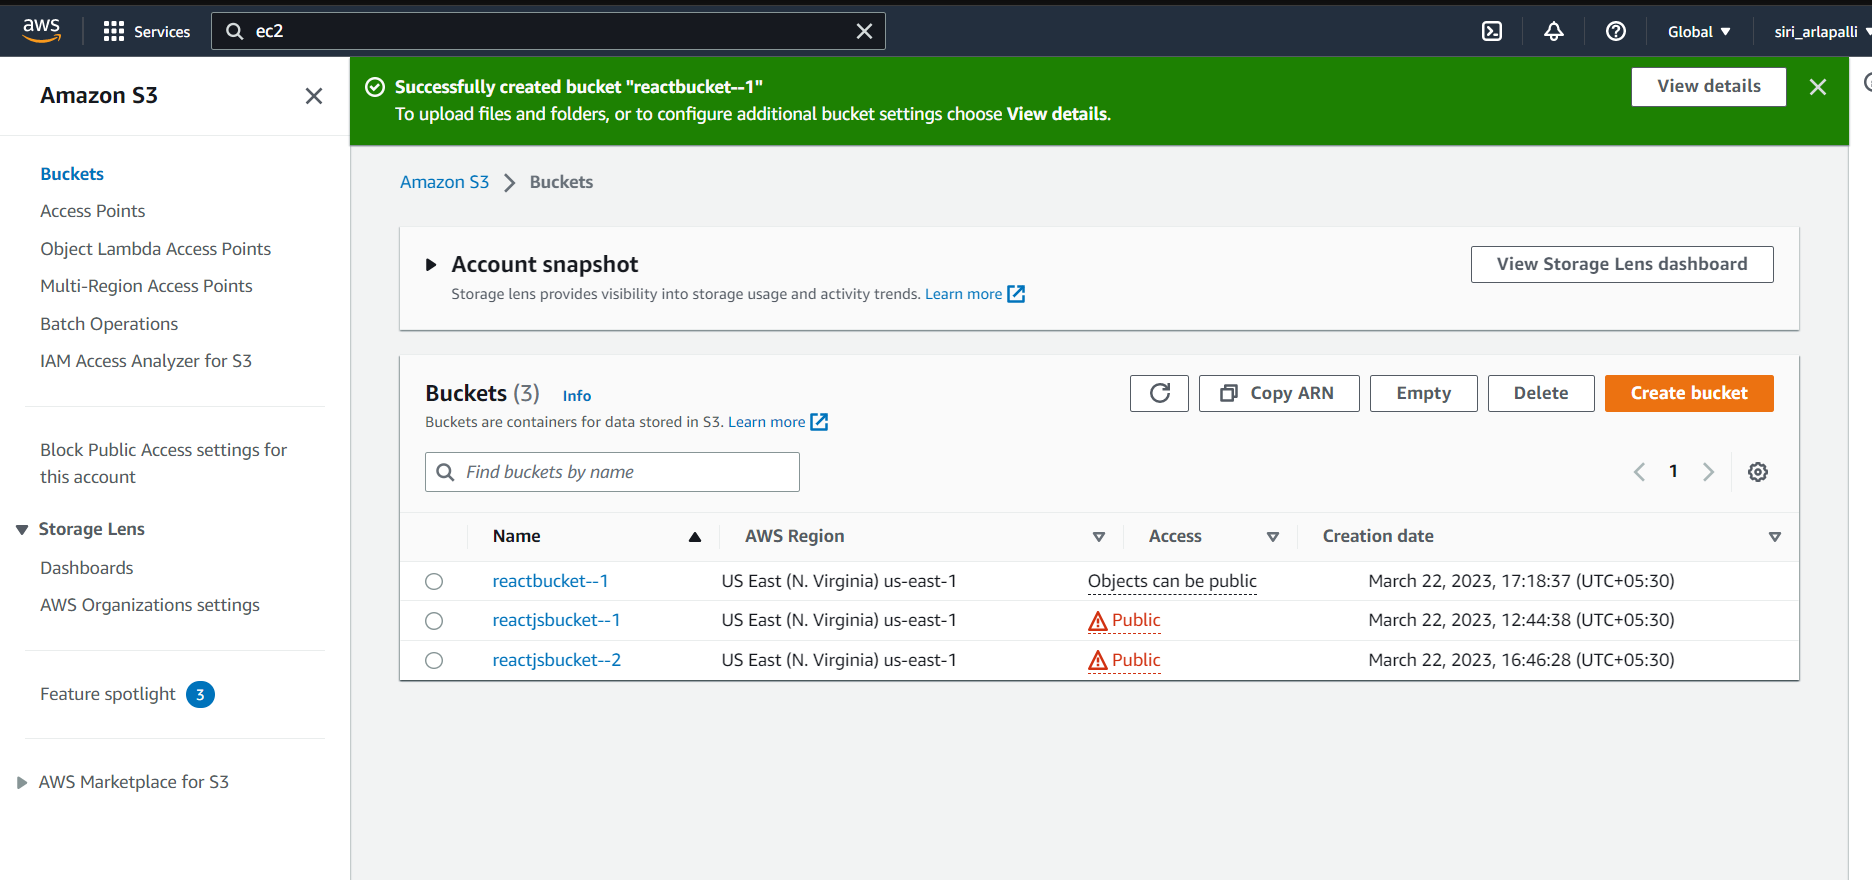 aws
Services
ec2
Global
siri_arlapalli
Amazon S3
Buckets
Access Points
Object Lambda Access Points
Multi-Region Access Points
Batch Operations
IAM Access Analyzer for S3
Block Public Access settings for
this account
Storage Lens
Dashboards
AWS Organizations settings
Feature spotlight 3
AWS Marketplace for S3
Successfully created bucket "reactbucket--1"
To upload files and folders, or to configure additional bucket settings choose View details.
View details
Amazon S3 Buckets
Account snapshot
Storage lens provides visibility into storage usage and activity trends. Learn more
View Storage Lens dashboard
Buckets (3) Info
Buckets are containers for data stored in S3. Learn more
Copy ARN Empty Delete Create bucket
Find buckets by name
1
Name AWS Region Access Creation date
reactbucket--1 US East (N. Virginia) us-east-1 Objects can be public March 22, 2023, 17:18:37 (UTC+05:30)
reactjsbucket--1 US East (N. Virginia) us-east-1 Public March 22, 2023, 12:44:38 (UTC+05:30)
reactjsbucket--2 US East (N. Virginia) us-east-1 Public March 22, 2023, 16:46:28 (UTC+05:30)